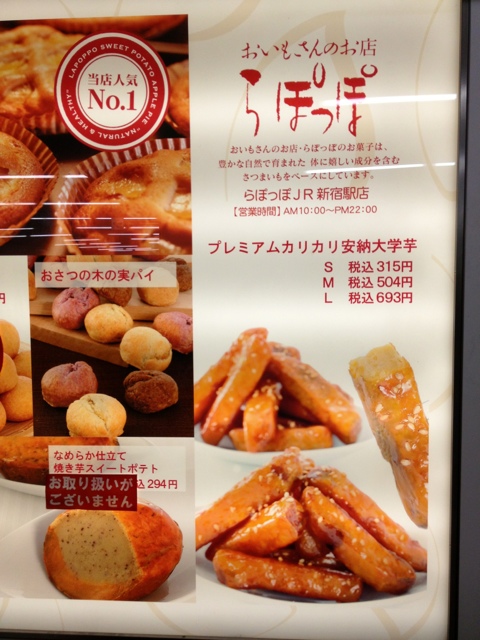 LAPOPPO SWEET POTATO APPLE PIE
"NATURAL & HEALTHY"
当店人気
No.1
おいもさんのお店
らぽっぽ
おいもさんのお店・らぽっぽのお菓子は、
豊かな自然で育まれた 体に嬉しい成分を含む
さつまいもをベースにしています。
らぽっぽJR新宿駅店
【営業時間】AM10:00〜PM22:00
プレミアムカリカリ安納大学芋
S 税込315円
M 税込504円
L 税込693円
円
おさつの木の実パイ
なめらか仕立て
焼き芋スイートポテト
込294円
お取り扱いが
ございません